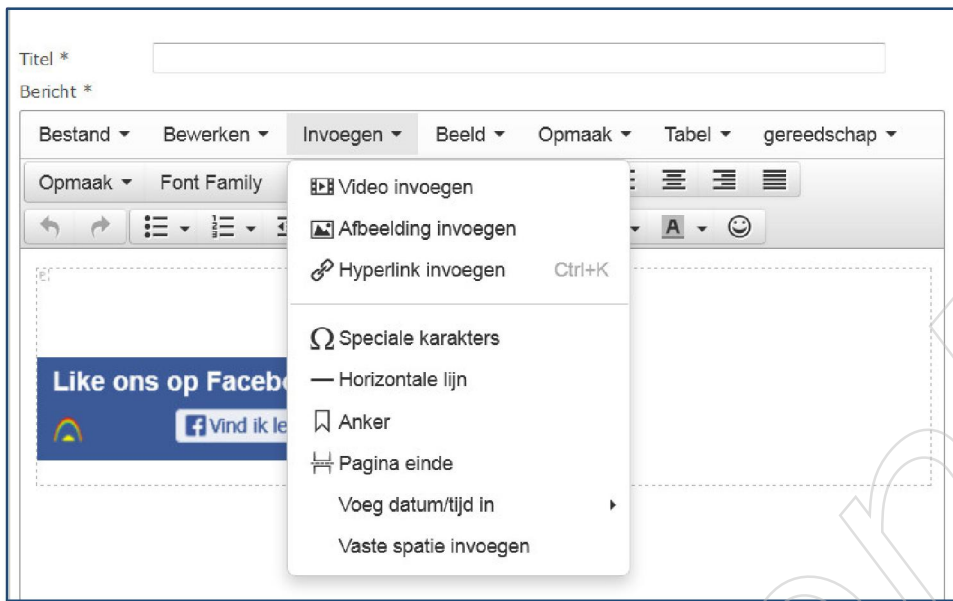 Titel *
Bericht *
Bestand Bewerken Invoegen Beeld Opmaak Tabel gereedschap
Opmaak Font Family
Video invoegen
Afbeelding invoegen
Hyperlink invoegen Ctrl+K
Speciale karakters
Horizontale lijn
Anker
Pagina einde
Voeg datum/tijd in
Vaste spatie invoegen
Like ons op
Vind ik